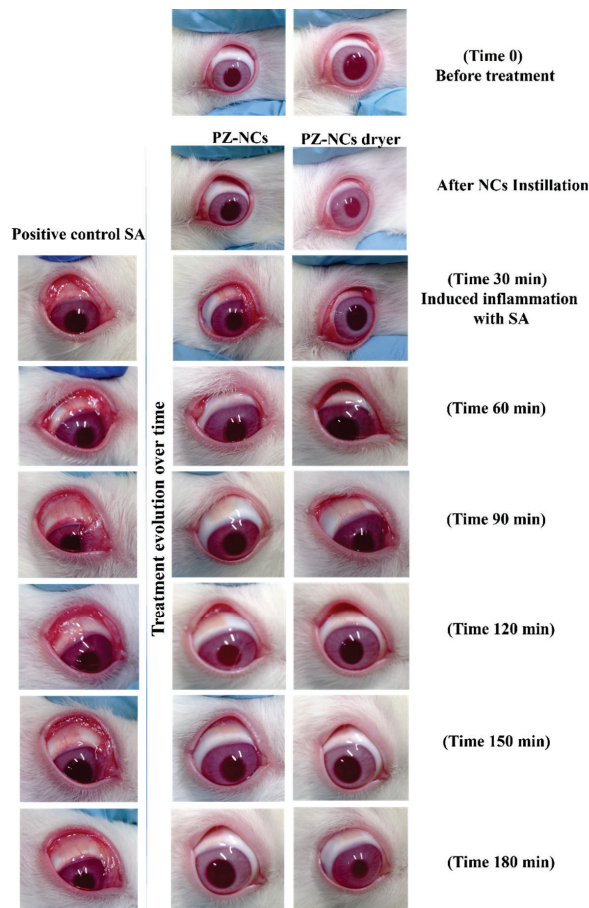 (Time 0)
Before treatment
PZ-NCs
PZ-NCs dryer
After NCs Instillation
Positive control SA
(Time 30 min)
Induced inflammation
with SA
(Time 60 min)
Treatment evolution over time
(Time 90 min)
(Time 120 min)
(Time 150 min)
(Time 180 min)